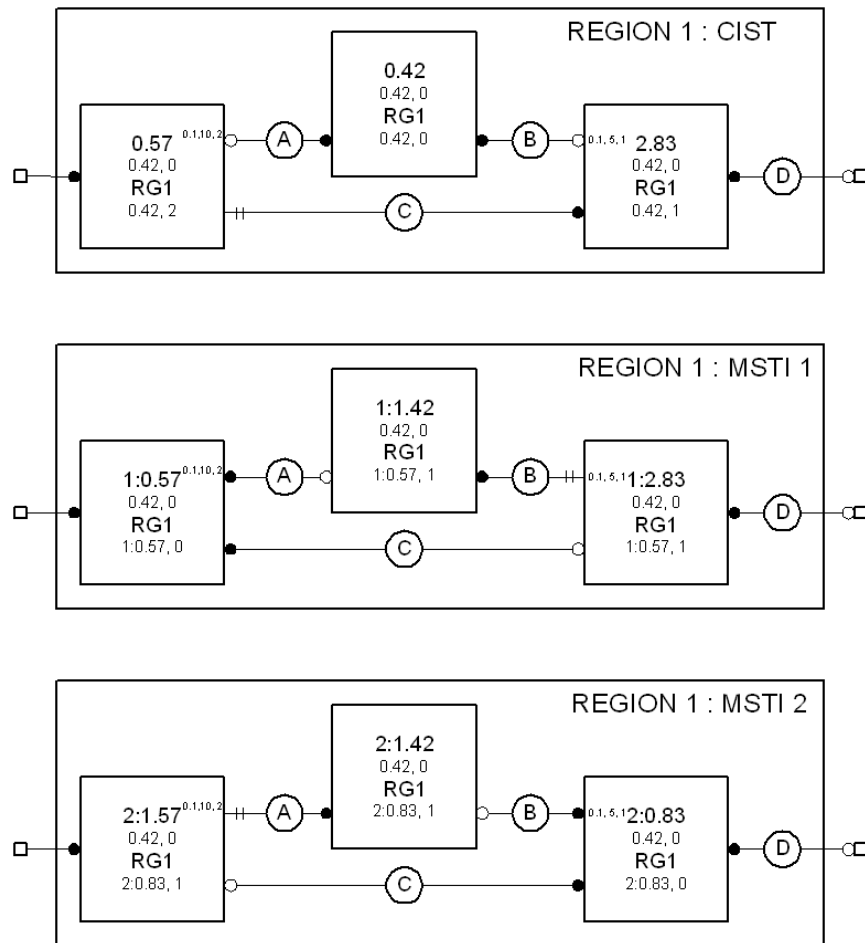 REGION 1 : CIST
0.42
0.42, 0
RG1
0.42, 0
0.57
0.1,10, 2
0.42, 0
RG1
0.42, 2
A
B
0.1, 5, 1
2.83
0.42, 0
RG1
0.42, 1
C
D
REGION 1 : MSTI 1
1:1.42
0.42, 0
RG1
1:0.57, 1
1:0.57
0.1,10, 2
0.42, 0
RG1
1:0.57, 0
A
B
0.1, 5, 1
1:2.83
0.42, 0
RG1
1:0.57, 1
C
D
REGION 1 : MSTI 2
2:1.42
0.42, 0
RG1
2:0.83, 1
2:1.57
0.1,10, 2
0.42, 0
RG1
2:0.83, 1
A
B
0.1, 5, 1
2:0.83
0.42, 0
RG1
2:0.83, 0
C
D